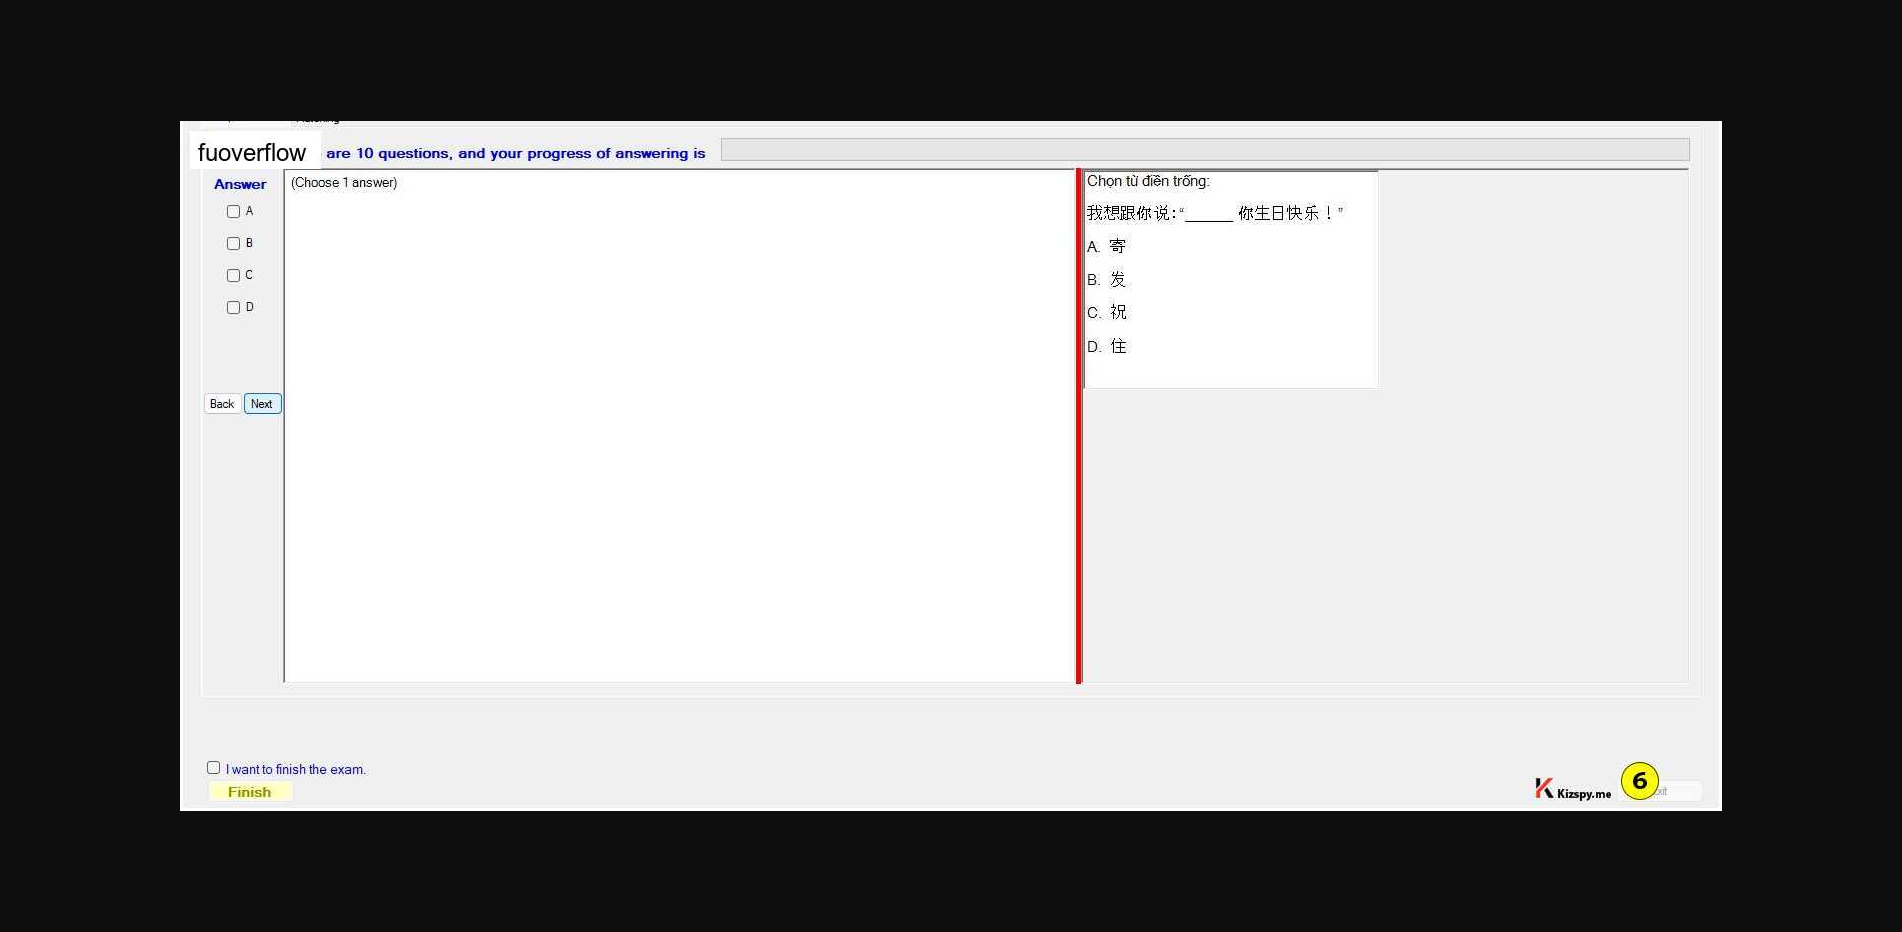 fuoverflow are 10 questions, and your progress of answering is
Answer
A
B
C
D
Back Next
(Choose 1 answer)
Chọn từ điền trống:
我想跟你说:“______ 你生日快乐！”
A. 寄
B. 发
C. 祝
D. 住
I want to finish the exam.
Finish
Kizspy.me
6